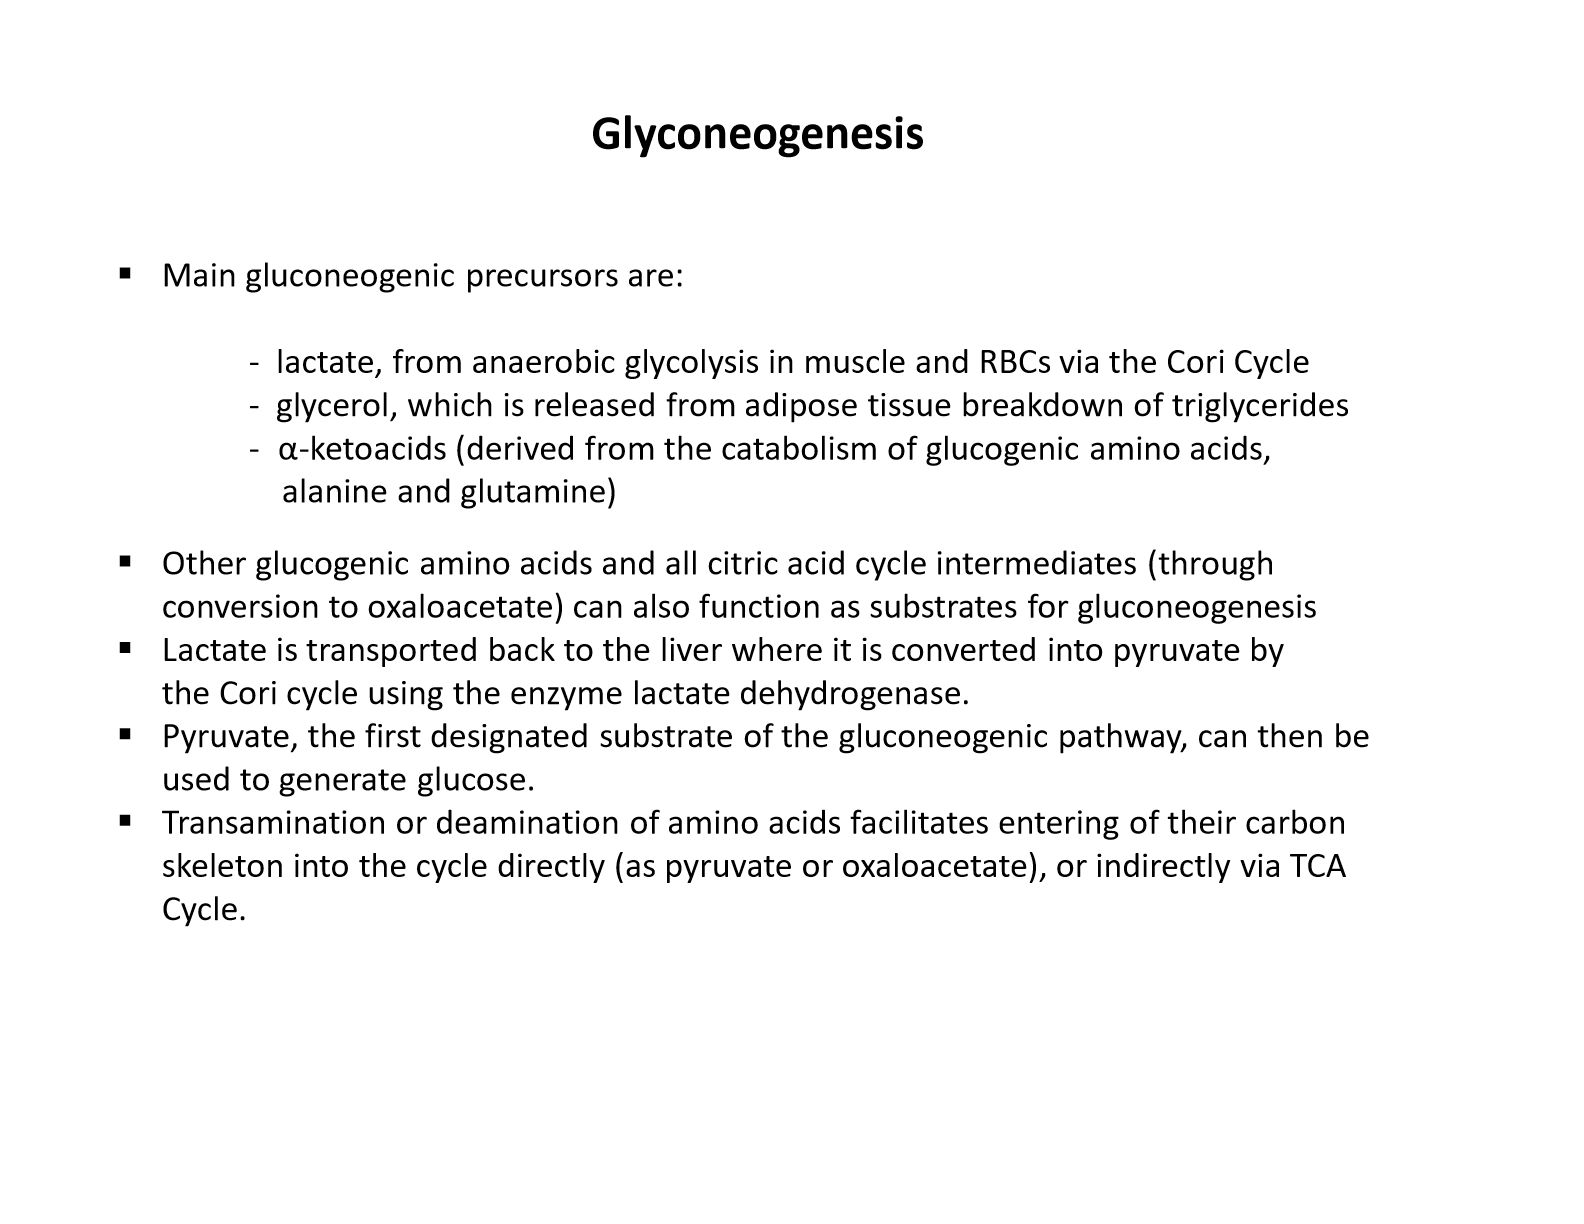 Glyconeogenesis
▪ Main gluconeogenic precursors are:
- lactate, from anaerobic glycolysis in muscle and RBCs via the Cori Cycle
- glycerol, which is released from adipose tissue breakdown of triglycerides
- α-ketoacids (derived from the catabolism of glucogenic amino acids,
alanine and glutamine)
▪ Other glucogenic amino acids and all citric acid cycle intermediates (through
conversion to oxaloacetate) can also function as substrates for gluconeogenesis
▪ Lactate is transported back to the liver where it is converted into pyruvate by
the Cori cycle using the enzyme lactate dehydrogenase.
▪ Pyruvate, the first designated substrate of the gluconeogenic pathway, can then be
used to generate glucose.
▪ Transamination or deamination of amino acids facilitates entering of their carbon
skeleton into the cycle directly (as pyruvate or oxaloacetate), or indirectly via TCA
Cycle.